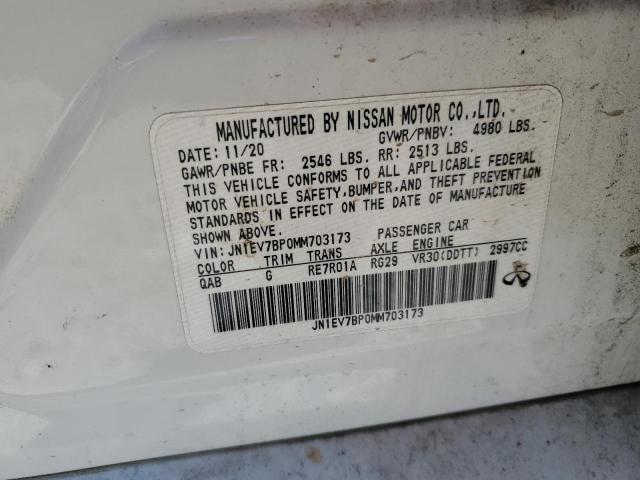 MANUFACTURED BY NISSAN MOTOR CO.,LTD.
DATE: 11/20 GVWR/PNBV: 4980 LBS.
GAWR/PNBE FR: 2546 LBS. RR: 2513 LBS.
THIS VEHICLE CONFORMS TO ALL APPLICABLE FEDERAL
MOTOR VEHICLE SAFETY,BUMPER,AND THEFT PREVENTION
STANDARDS IN EFFECT ON THE DATE OF MANUFACTURE
SHOWN ABOVE.
VIN: JN1EV7BP0MM703173 PASSENGER CAR
COLOR TRIM TRANS AXLE ENGINE
QAB G RE7R01A RG29 VR30(DDTT) 2997CC
JN1EV7BP0MM703173